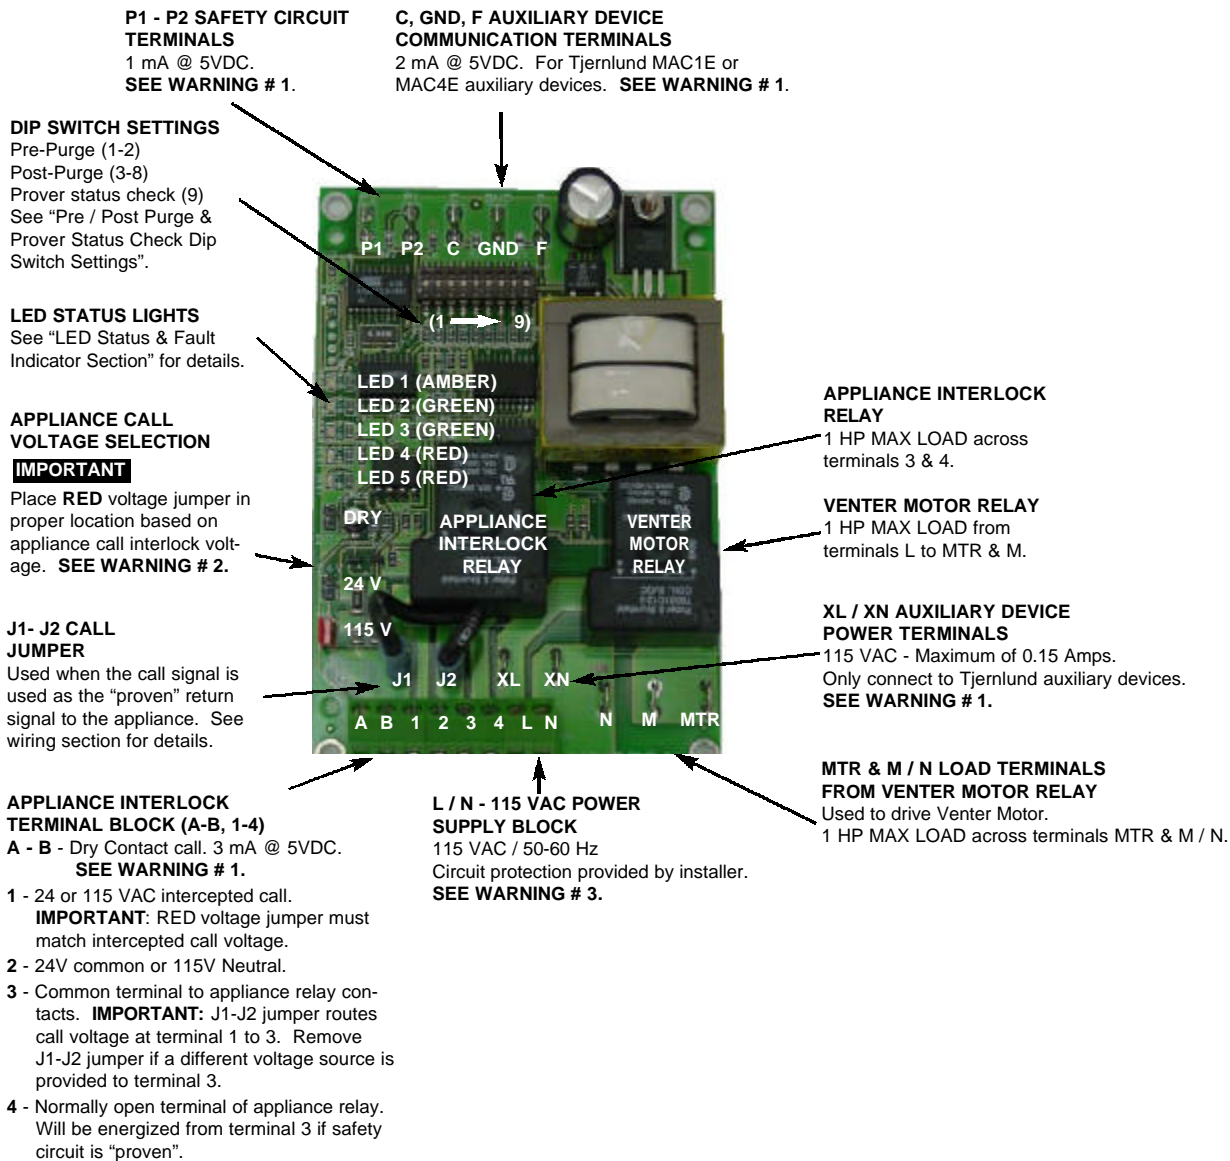 P1 - P2 SAFETY CIRCUIT
TERMINALS
1 mA @ 5VDC.
SEE WARNING # 1.
C, GND, F AUXILIARY DEVICE
COMMUNICATION TERMINALS
2 mA @ 5VDC. For Tjernlund MAC1E or
MAC4E auxiliary devices. SEE WARNING # 1.
DIP SWITCH SETTINGS
Pre-Purge (1-2)
Post-Purge (3-8)
Prover status check (9)
See “Pre / Post Purge &
Prover Status Check Dip
Switch Settings”.
LED STATUS LIGHTS
See “LED Status & Fault
Indicator Section” for details.
APPLIANCE CALL
VOLTAGE SELECTION
IMPORTANT
Place RED voltage jumper in
proper location based on
appliance call interlock volt-
age. SEE WARNING # 2.
J1- J2 CALL
JUMPER
Used when the call signal is
used as the “proven” return
signal to the appliance. See
wiring section for details.
P1 P2 C GND F
(1 9)
LED 1 (AMBER)
LED 2 (GREEN)
LED 3 (GREEN)
LED 4 (RED)
LED 5 (RED)
DRY
24 V
115 V
APPLIANCE
INTERLOCK
RELAY
VENTER
MOTOR
RELAY
J1 J2 XL XN
A B 1 2 3 4 L N
N M MTR
APPLIANCE INTERLOCK
RELAY
1 HP MAX LOAD across
terminals 3 & 4.
VENTER MOTOR RELAY
1 HP MAX LOAD from
terminals L to MTR & M.
XL / XN AUXILIARY DEVICE
POWER TERMINALS
115 VAC - Maximum of 0.15 Amps.
Only connect to Tjernlund auxiliary devices.
SEE WARNING # 1.
MTR & M / N LOAD TERMINALS
FROM VENTER MOTOR RELAY
Used to drive Venter Motor.
1 HP MAX LOAD across terminals MTR & M / N.
APPLIANCE INTERLOCK
TERMINAL BLOCK (A-B, 1-4)
A - B - Dry Contact call. 3 mA @ 5VDC.
SEE WARNING # 1.
1 - 24 or 115 VAC intercepted call.
IMPORTANT: RED voltage jumper must
match intercepted call voltage.
2 - 24V common or 115V Neutral.
3 - Common terminal to appliance relay con-
tacts. IMPORTANT: J1-J2 jumper routes
call voltage at terminal 1 to 3. Remove
J1-J2 jumper if a different voltage source is
provided to terminal 3.
4 - Normally open terminal of appliance relay.
Will be energized from terminal 3 if safety
circuit is “proven”.
L / N - 115 VAC POWER
SUPPLY BLOCK
115 VAC / 50-60 Hz
Circuit protection provided by installer.
SEE WARNING # 3.